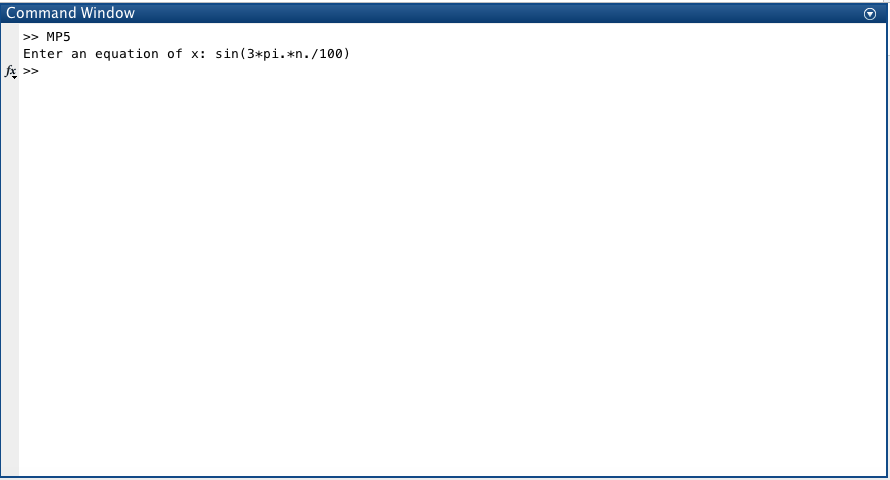 Command Window
>> MP5
Enter an equation of x: sin(3*pi.*n./100)
fx >>